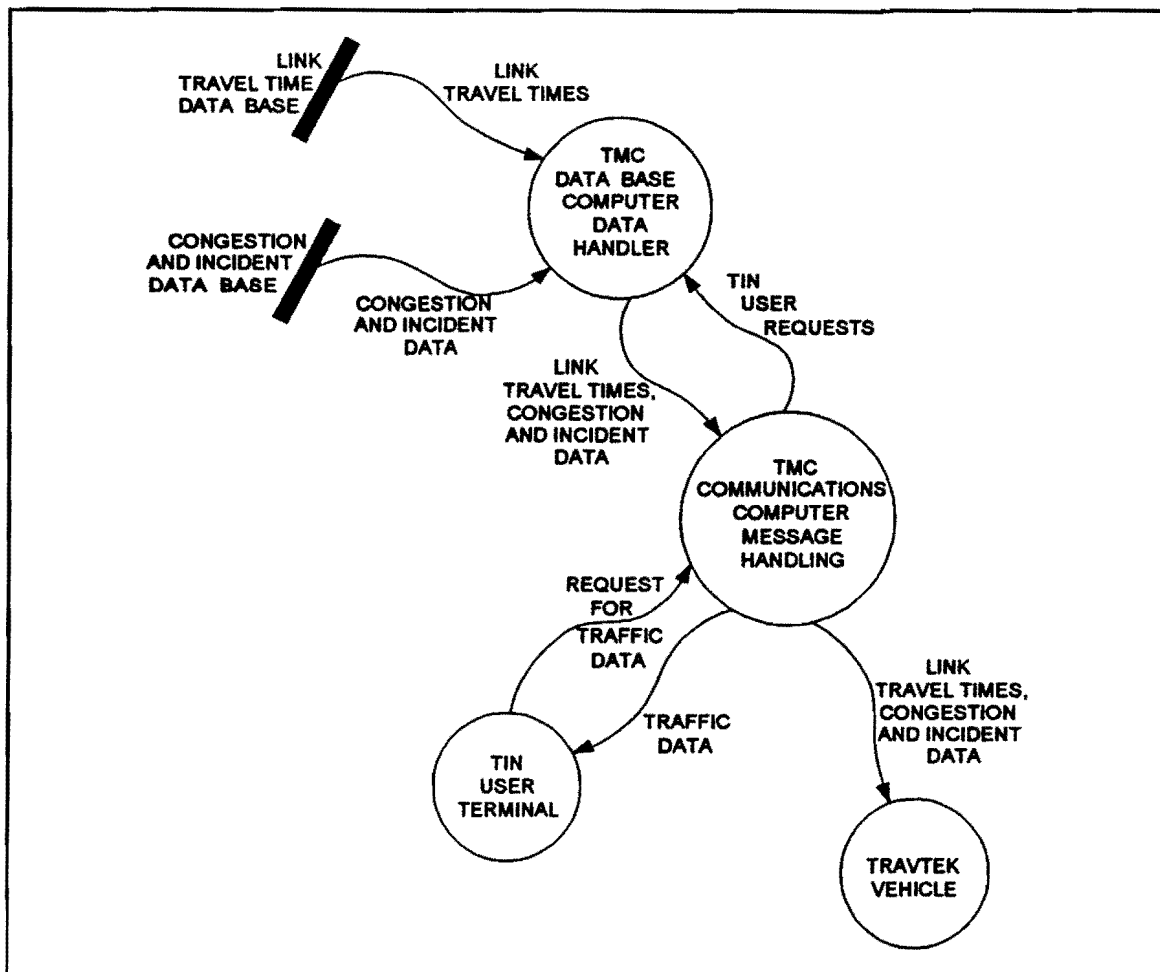 LINK
TRAVEL TIME
DATA BASE
LINK
TRAVEL TIMES
TMC
DATA BASE
COMPUTER
DATA
HANDLER
CONGESTION
AND INCIDENT
DATA BASE
CONGESTION
AND INCIDENT
DATA
TIN
USER
REQUESTS
LINK
TRAVEL TIMES,
CONGESTION
AND INCIDENT
DATA
TMC
COMMUNICATIONS
COMPUTER
MESSAGE
HANDLING
REQUEST
FOR
TRAFFIC
DATA
TRAFFIC
DATA
LINK
TRAVEL TIMES,
CONGESTION
AND INCIDENT
DATA
TIN
USER
TERMINAL
TRAVTEK
VEHICLE